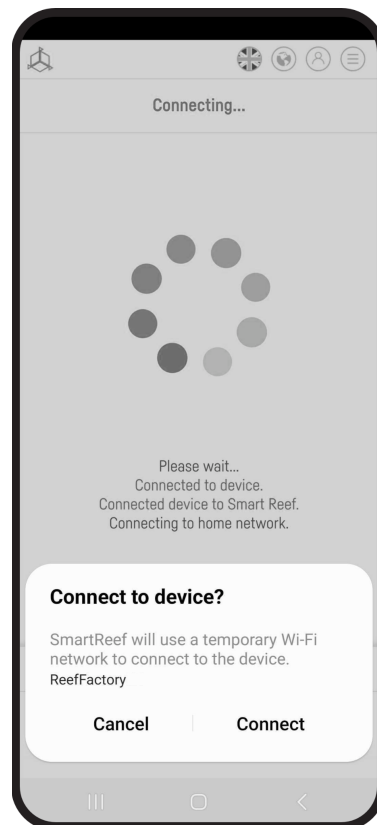 Connecting...
Please wait...
Connected to device.
Connected device to Smart Reef.
Connecting to home network.
Connect to device?
SmartReef will use a temporary Wi-Fi
network to connect to the device.
ReefFactory
Cancel
Connect